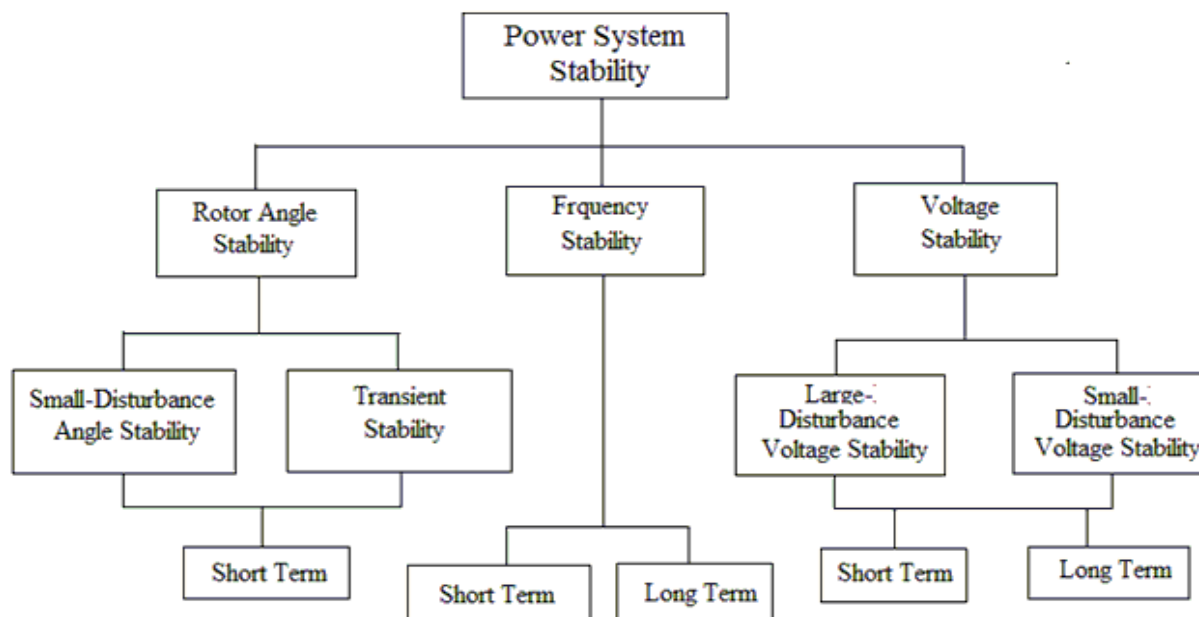 Power System
Stability
Rotor Angle
Stability
Frquency
Stability
Voltage
Stability
Small-Disturbance
Angle Stability
Transient
Stability
Large-
Disturbance
Voltage Stability
Small-
Disturbance
Voltage Stability
Short Term
Short Term
Long Term
Short Term
Long Term